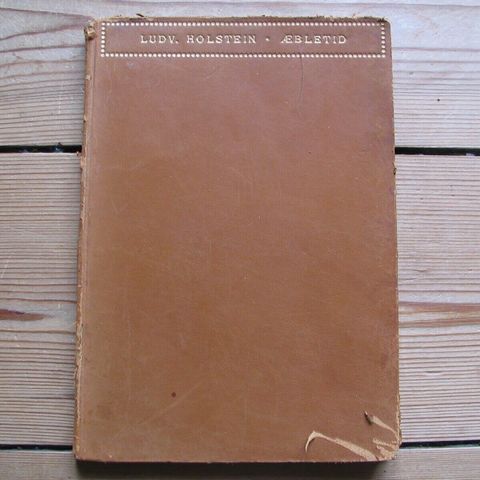 LUDV. HOLSTEIN · ÆBLETID